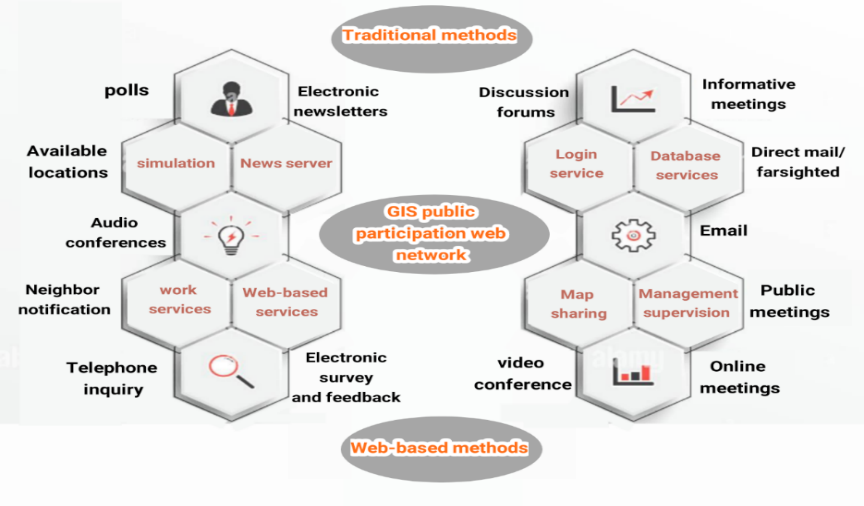 Traditional methods
polls
Electronic
newsletters
Available
locations
simulation
News server
Audio
conferences
Neighbor
notification
work
services
Web-based
services
Telephone
inquiry
Electronic
survey
and feedback
GIS public
participation web
network
Discussion
forums
Informative
meetings
Login
service
Database
services
Direct mail/
farsighted
Email
Map
sharing
Management
supervision
Public
meetings
video
conference
alamy
Online
meetings
Web-based methods